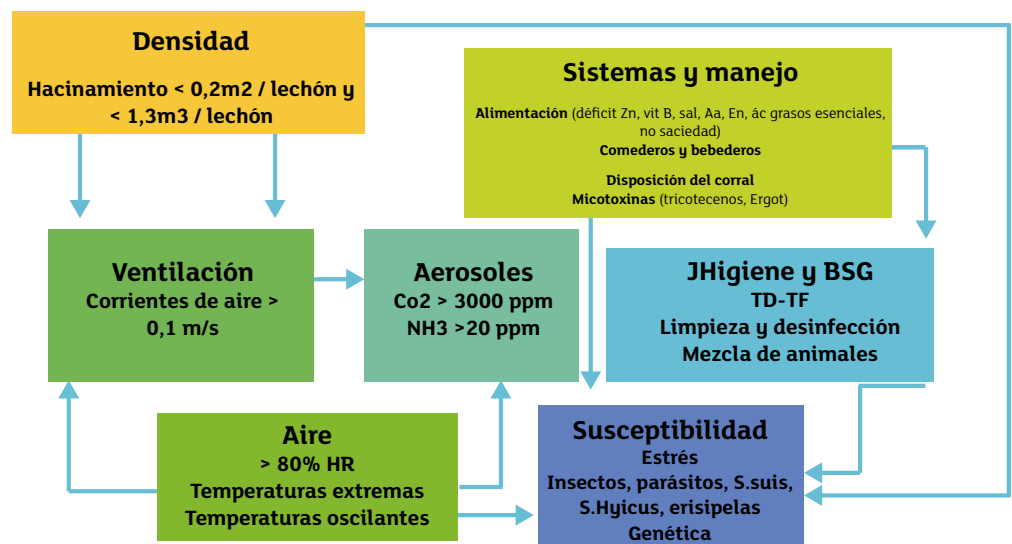 Densidad
Hacinamiento < 0,2m2 / lechón y
< 1,3m3 / lechón
Sistemas y manejo
Alimentación (déficit Zn, vit B, sal, Aa, En, ác grasos esenciales,
no saciedad)
Comederos y bebederos
Disposición del corral
Micotoxinas (tricotecenos, Ergot)
Ventilación
Corrientes de aire >
0,1 m/s
Aerosoles
Co2 > 3000 ppm
NH3 >20 ppm
JHigiene y BSG
TD-TF
Limpieza y desinfección
Mezcla de animales
Aire
> 80% HR
Temperaturas extremas
Temperaturas oscilantes
Susceptibilidad
Estrés
Insectos, parásitos, S.suis,
S.Hyicus, erisipelas
Genética